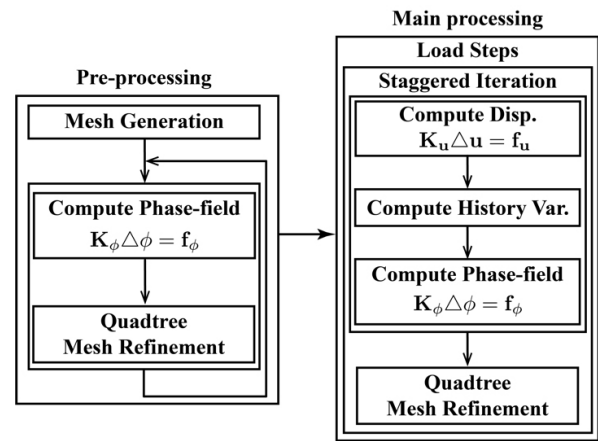 Pre-processing
Mesh Generation
Compute Phase-field
K_ϕ△ϕ = f_ϕ
Quadtree
Mesh Refinement
Main processing
Load Steps
Staggered Iteration
Compute Disp.
K_u△u = f_u
Compute History Var.
Compute Phase-field
K_ϕ△ϕ = f_ϕ
Quadtree
Mesh Refinement